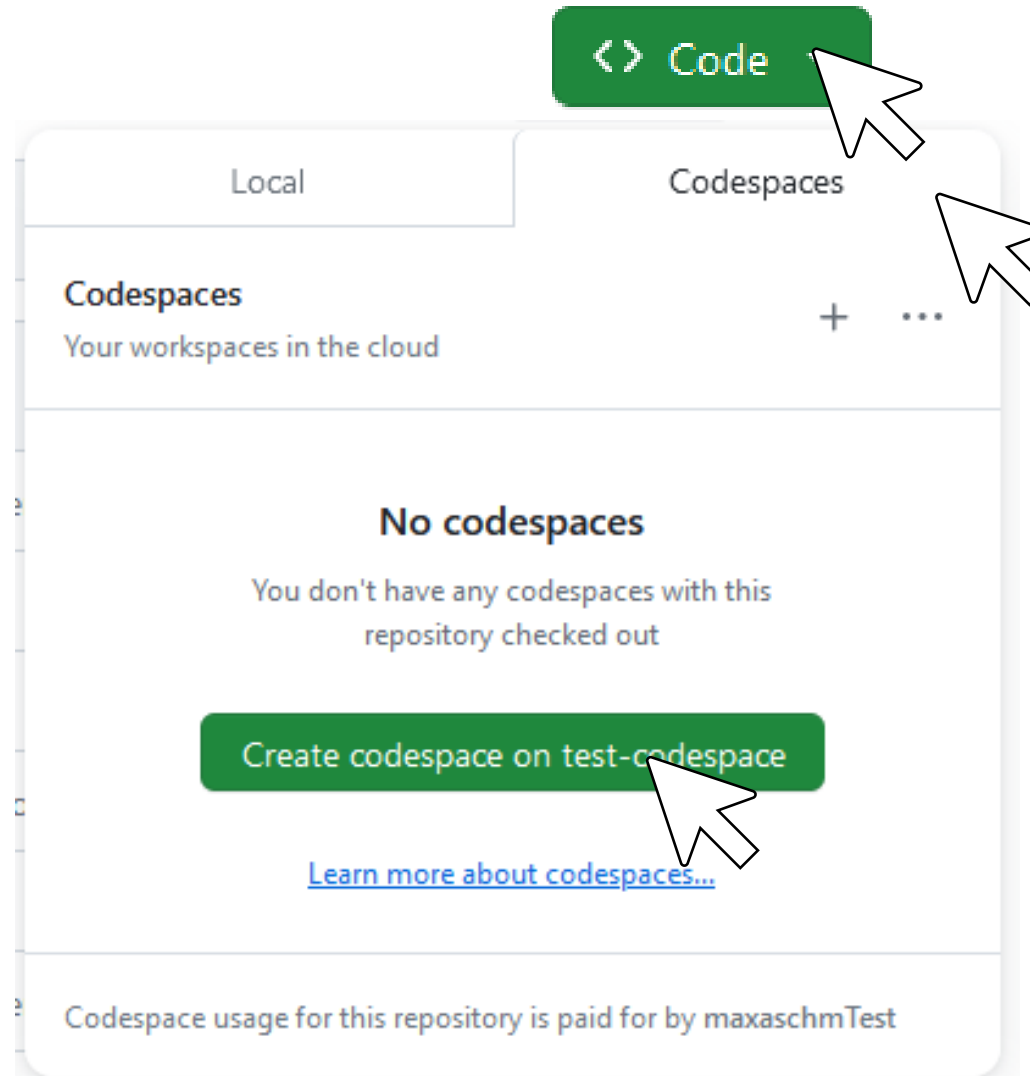 <> Code
Local
Codespaces
Codespaces
Your workspaces in the cloud
No codespaces
You don't have any codespaces with this
repository checked out
Create codespace on test-codespace
Learn more about codespaces...
Codespace usage for this repository is paid for by maxaschmTest